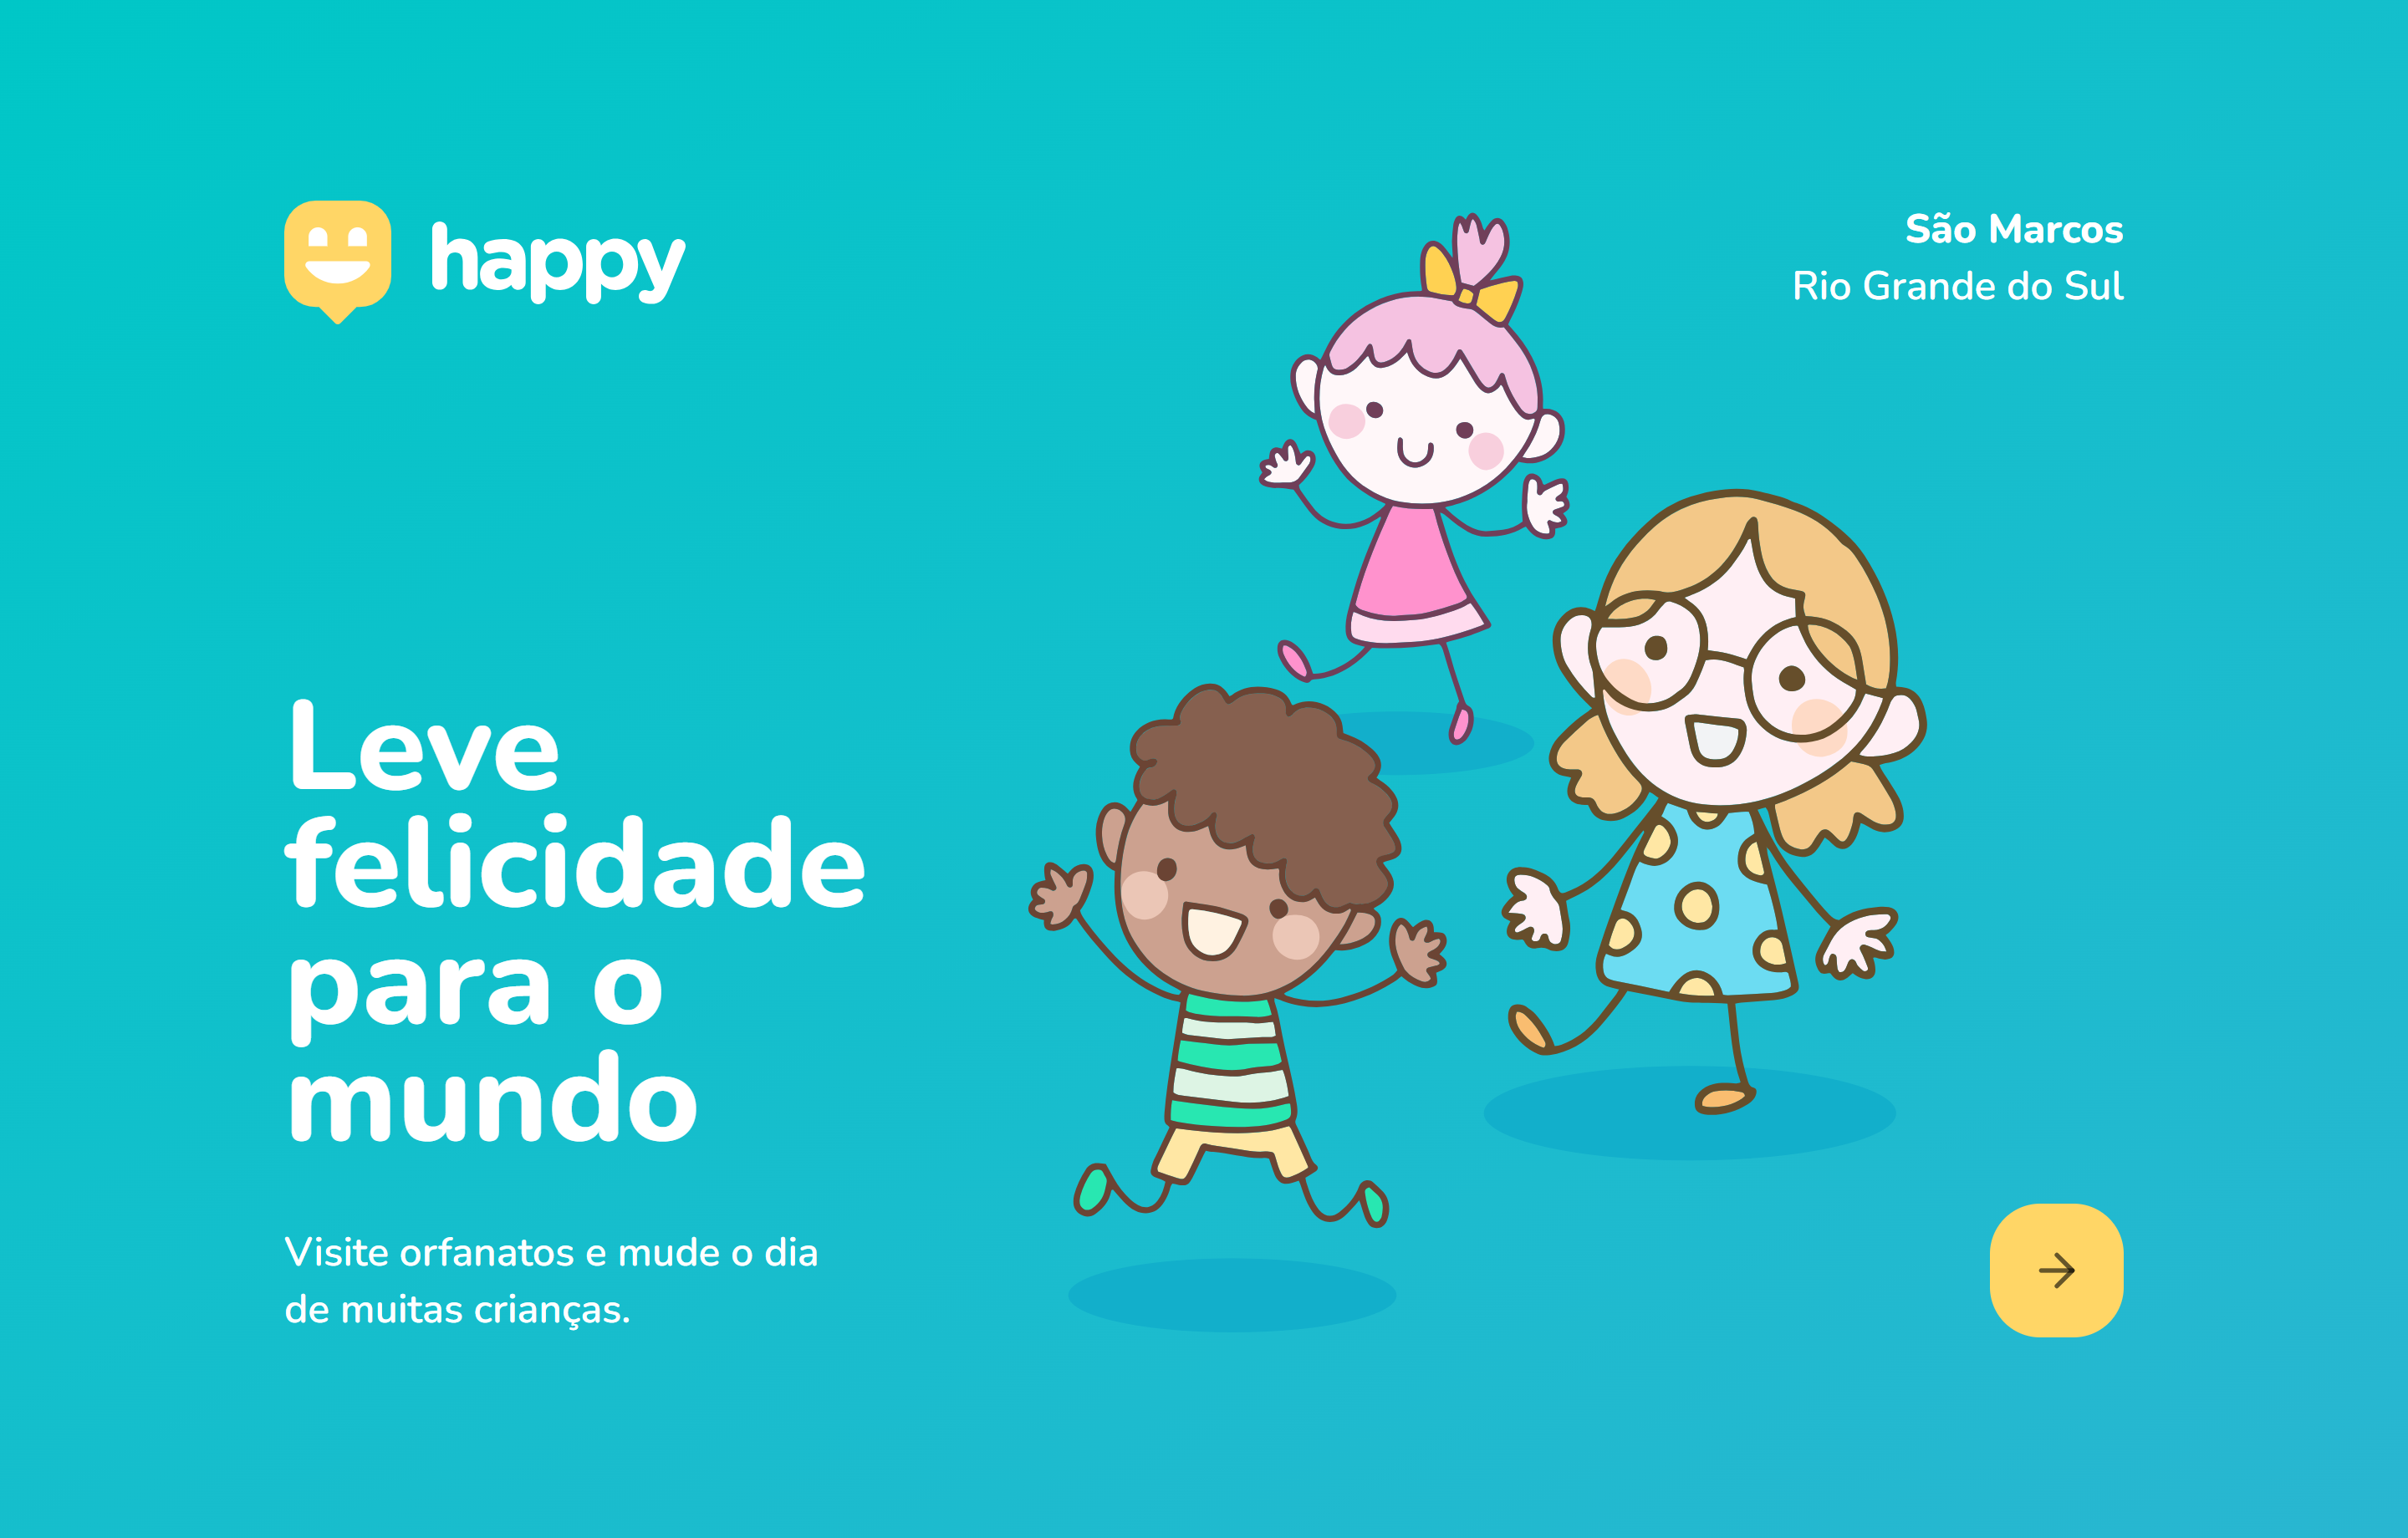 happy
São Marcos
Rio Grande do Sul
Leve
felicidade
para o
mundo
Visite orfanatos e mude o dia
de muitas crianças.